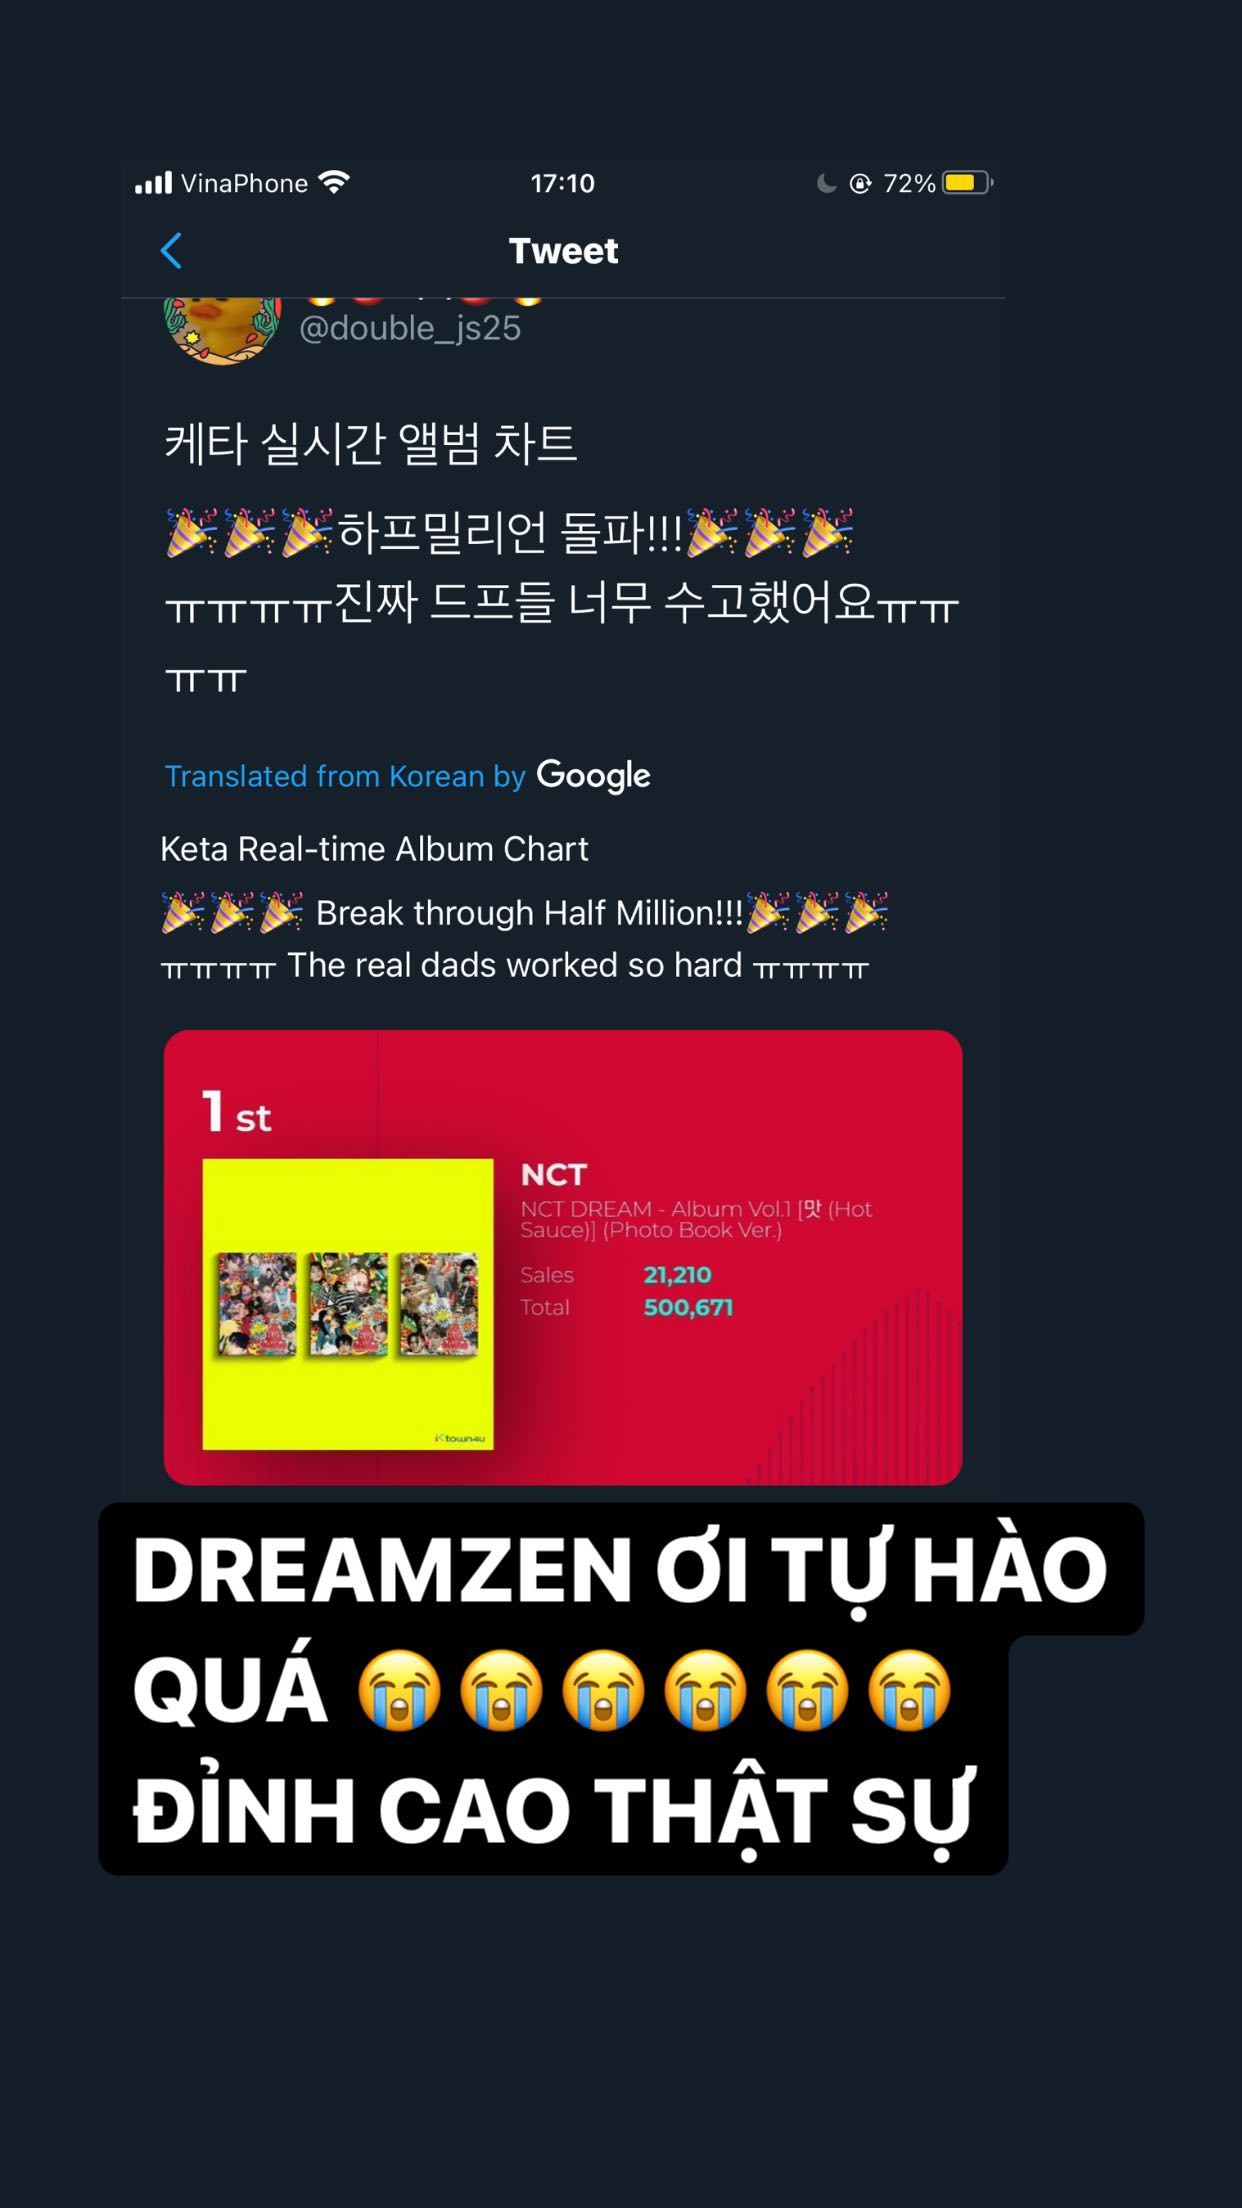 VinaPhone 17:10 72%
Tweet
@double_js25
케타 실시간 앨범 차트
🎉🎉🎉하프밀리언 돌파!!!🎉🎉🎉
ㅠㅠㅠㅠ진짜 드프들 너무 수고했어요ㅠㅠ
ㅠㅠ
Translated from Korean by Google
Keta Real-time Album Chart
🎉🎉🎉 Break through Half Million!!!🎉🎉🎉
ㅠㅠㅠㅠ The real dads worked so hard ㅠㅠㅠㅠ
1 st
NCT
NCT DREAM - Album Vol.1 [맛 (Hot
Sauce)] (Photo Book Ver.)
Sales 21,210
Total 500,671
Ktown4u
DREAMZEN ƠI TỰ HÀO
QUÁ 😭😭😭😭😭😭
ĐỈNH CAO THẬT SỰ